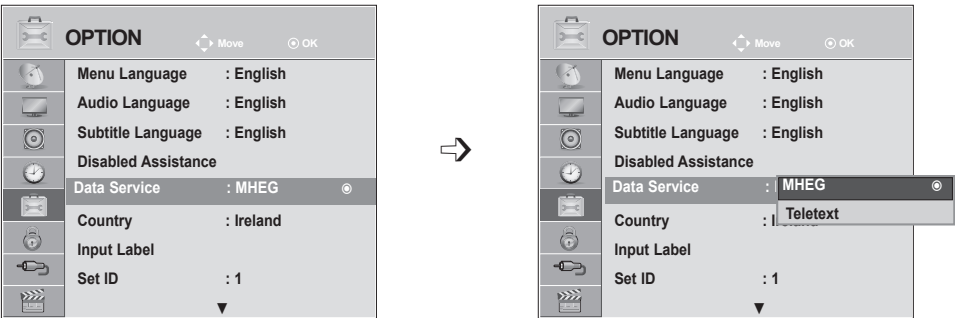 OPTION Move OK
Menu Language : English
Audio Language : English
Subtitle Language : English
Disabled Assistance
Data Service : MHEG
Country : Ireland
Input Label
Set ID : 1
OPTION Move OK
Menu Language : English
Audio Language : English
Subtitle Language : English
Disabled Assistance
Data Service : MHEG
Teletext
Country
Input Label
Set ID : 1